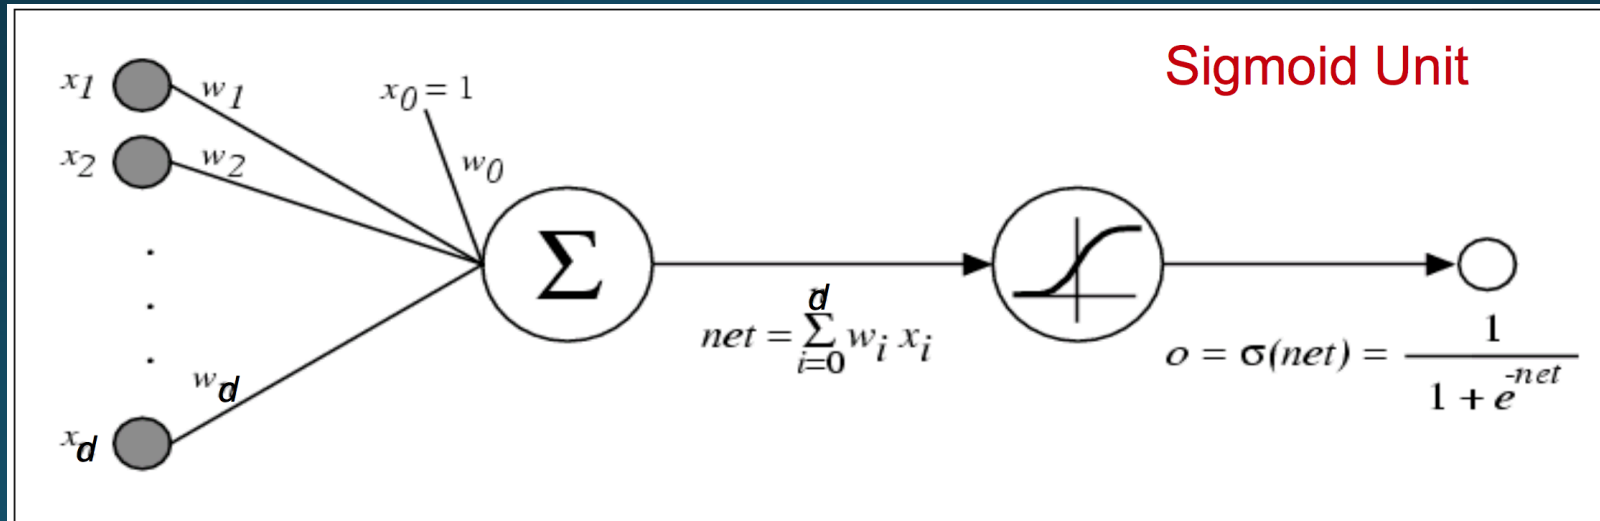 Sigmoid Unit
x1 w1 x0 = 1
x2 w2 w0
.
.
.
wd
xd
Σ
net = Σ_{i=0}^{d} wi xi
o = σ(net) = 1 / (1 + e^{-net})